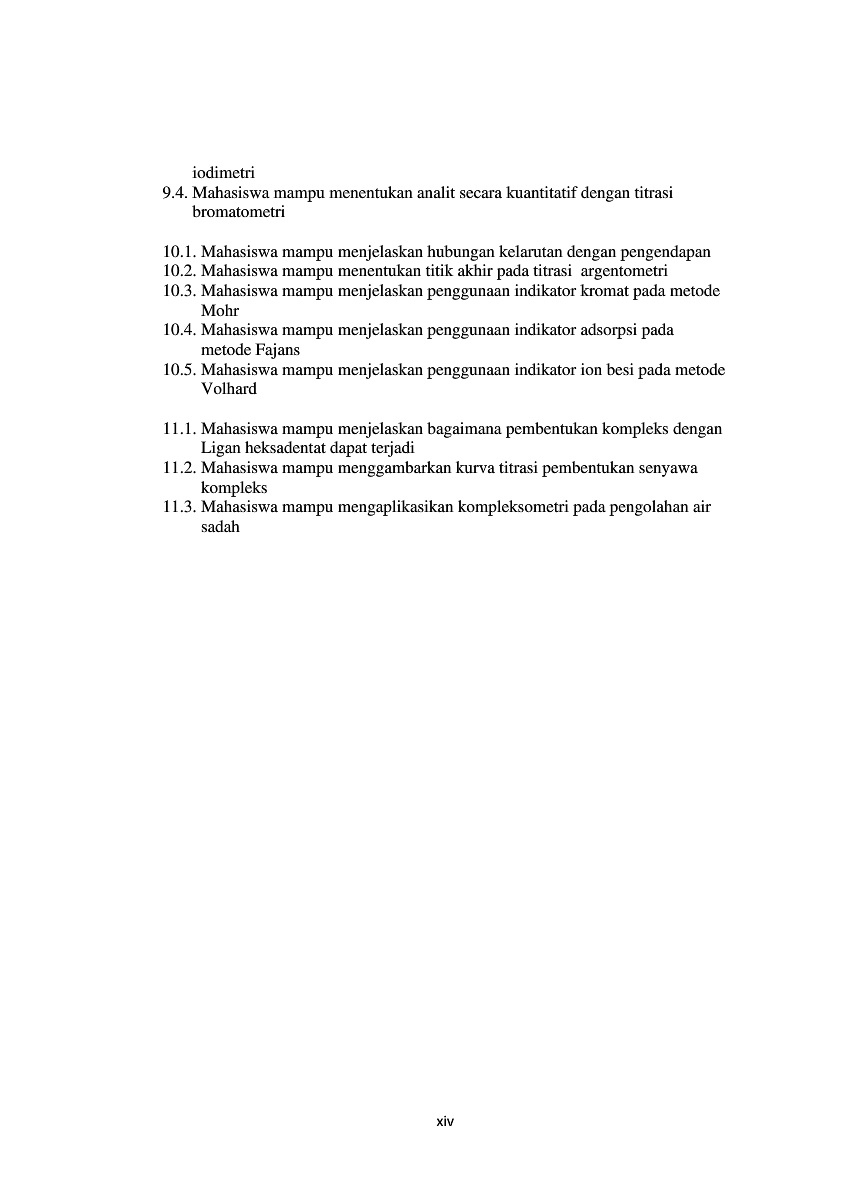 iodimetri
9.4. Mahasiswa mampu menentukan analit secara kuantitatif dengan titrasi
bromatometri
10.1. Mahasiswa mampu menjelaskan hubungan kelarutan dengan pengendapan
10.2. Mahasiswa mampu menentukan titik akhir pada titrasi  argentometri
10.3. Mahasiswa mampu menjelaskan penggunaan indikator kromat pada metode
Mohr
10.4. Mahasiswa mampu menjelaskan penggunaan indikator adsorpsi pada
metode Fajans
10.5. Mahasiswa mampu menjelaskan penggunaan indikator ion besi pada metode
Volhard
11.1. Mahasiswa mampu menjelaskan bagaimana pembentukan kompleks dengan
Ligan heksadentat dapat terjadi
11.2. Mahasiswa mampu menggambarkan kurva titrasi pembentukan senyawa
kompleks
11.3. Mahasiswa mampu mengaplikasikan kompleksometri pada pengolahan air
sadah
xiv